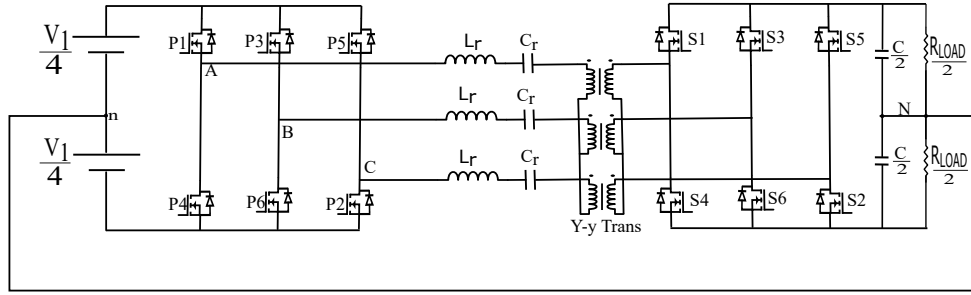 V1/4
P1
P3
P5
Lr
Cr
S1
S3
S5
C/2
RLOAD/2
A
n
B
Lr
Cr
N
V1/4
C
Lr
Cr
C/2
RLOAD/2
P4
P6
P2
S4
S6
S2
Y-y Trans